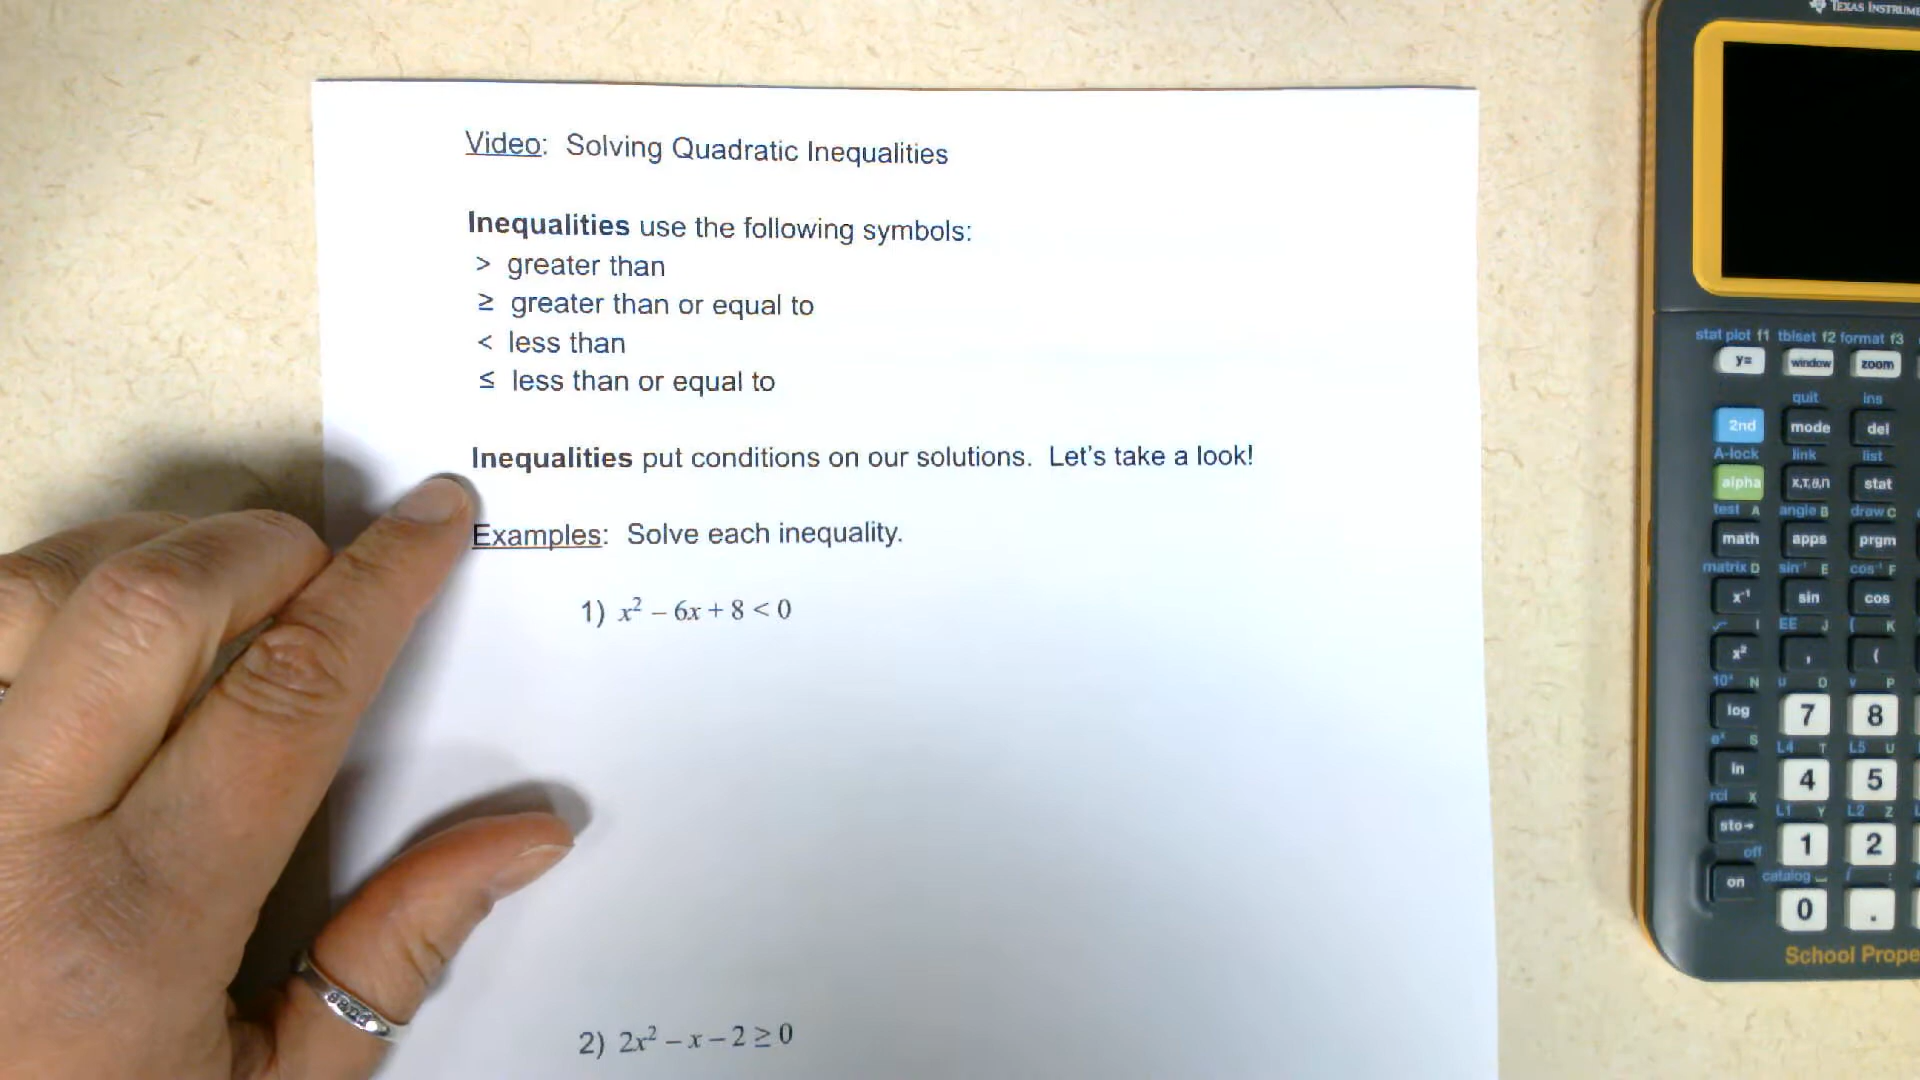 Video: Solving Quadratic Inequalities
Inequalities use the following symbols:
> greater than
≥ greater than or equal to
< less than
≤ less than or equal to
Inequalities put conditions on our solutions. Let's take a look!
Examples: Solve each inequality.
1) x² – 6x + 8 < 0
2) 2x² – x – 2 ≥ 0
TEXAS INSTRUME
stat plot f1 tblset f2 format f3
y= window zoom
quit ins
2nd mode del
A-lock link list
alpha X,T,θ,n stat
test A angle B draw C
math apps prgm
matrix D sin⁻¹ E cos⁻¹ F
x⁻¹ sin cos
√ I EE J { K
x² , (
10ˣ N u O v P
log 7 8
eˣ S L4 T L5 U
ln 4 5
rcl X L1 Y L2 Z
sto→ 1 2
off catalog i :
on 0 .
School Prope